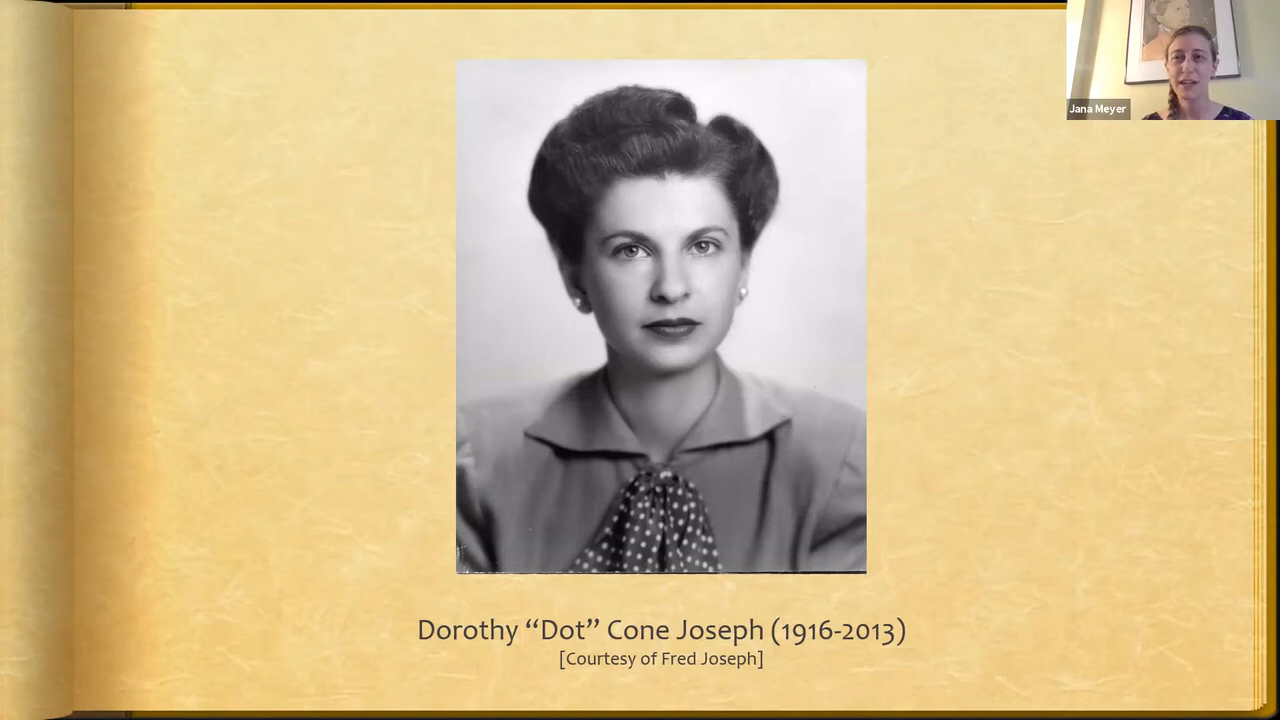 Jana Meyer
Dorothy “Dot” Cone Joseph (1916-2013)
[Courtesy of Fred Joseph]